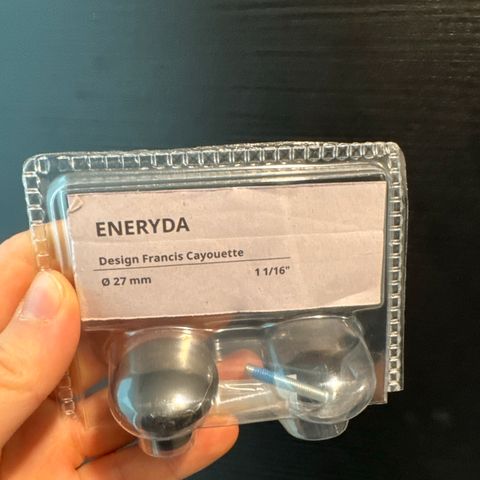 ENERYDA
Design Francis Cayouette
Ø 27 mm 1 1/16"